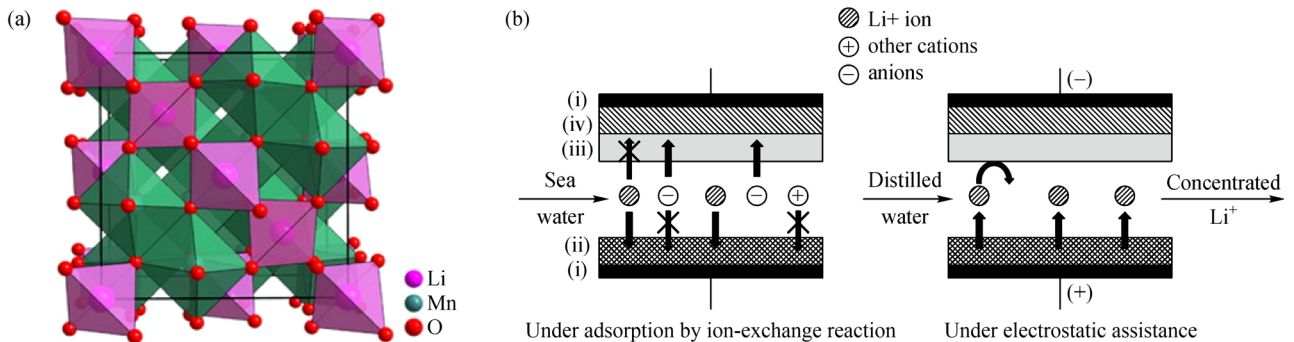 (a)
Li
Mn
O
(b)
Li+ ion
+ other cations
− anions
(i)
(iv)
(iii)
(ii)
(i)
Sea
water
−
−
+
Under adsorption by ion-exchange reaction
(−)
Distilled
water
Concentrated
Li⁺
(+)
Under electrostatic assistance